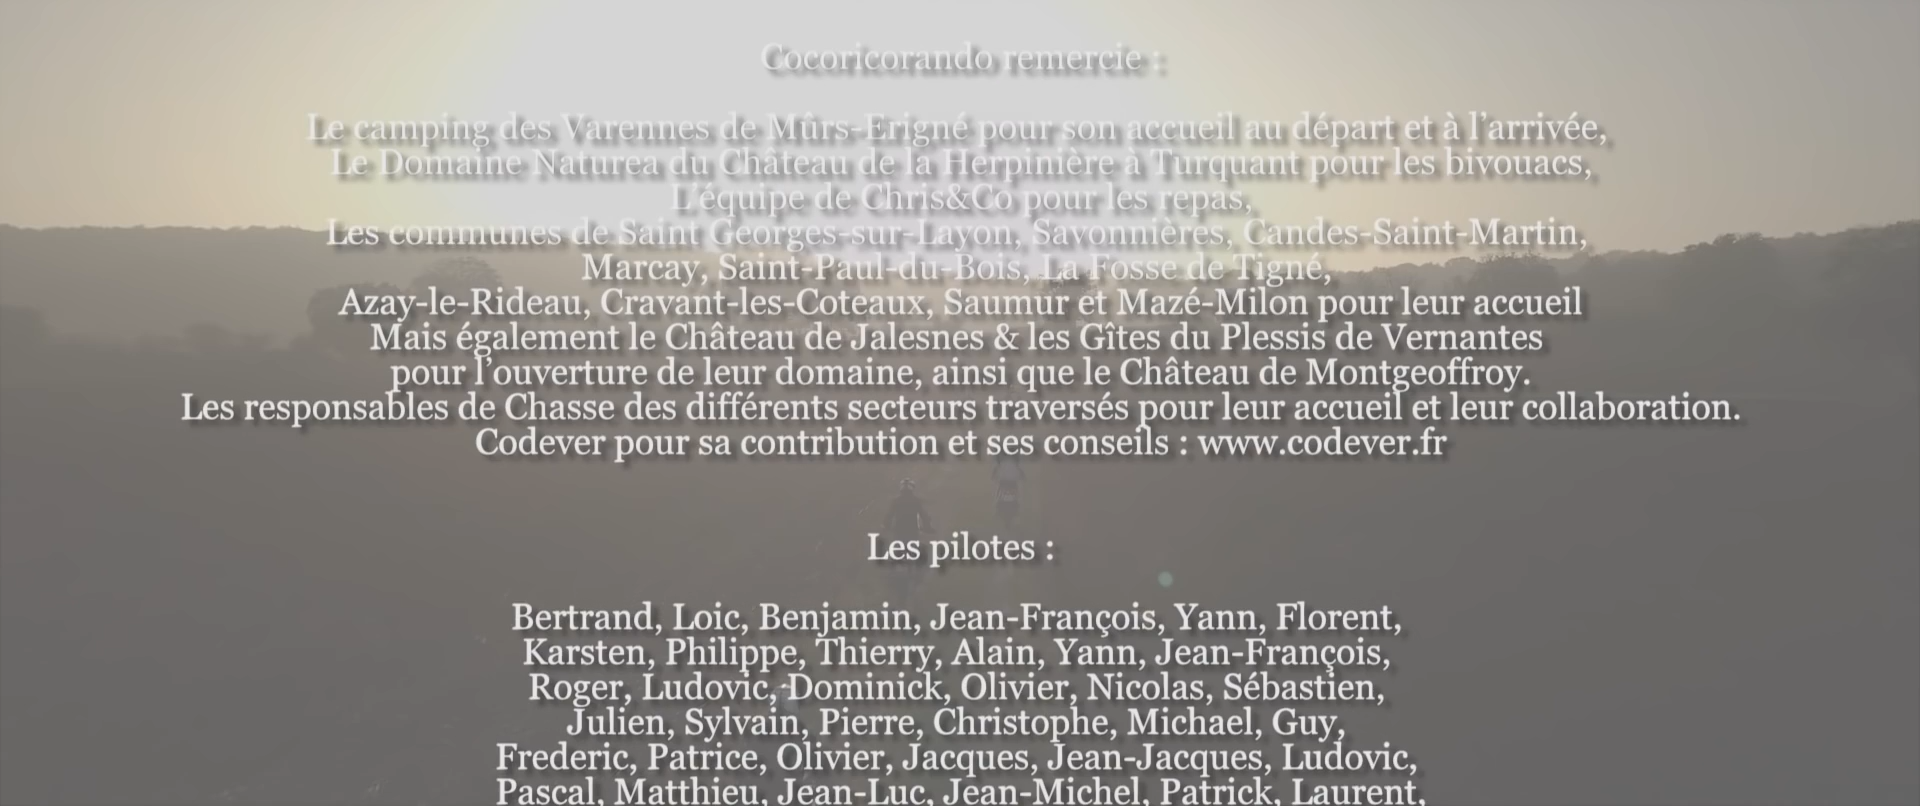 Cocoricorando remercie :
Le camping des Varennes de Mûrs-Erigné pour son accueil au départ et à l’arrivée,
Le Domaine Naturea du Château de la Herpinière à Turquant pour les bivouacs,
L’équipe de Chris&Co pour les repas,
Les communes de Saint Georges-sur-Layon, Savonnières, Candes-Saint-Martin,
Marcay, Saint-Paul-du-Bois, La Fosse de Tigné,
Azay-le-Rideau, Cravant-les-Coteaux, Saumur et Mazé-Milon pour leur accueil
Mais également le Château de Jalesnes & les Gîtes du Plessis de Vernantes
pour l’ouverture de leur domaine, ainsi que le Château de Montgeoffroy.
Les responsables de Chasse des différents secteurs traversés pour leur accueil et leur collaboration.
Codever pour sa contribution et ses conseils : www.codever.fr
Les pilotes :
Bertrand, Loic, Benjamin, Jean-François, Yann, Florent,
Karsten, Philippe, Thierry, Alain, Yann, Jean-François,
Roger, Ludovic, Dominick, Olivier, Nicolas, Sébastien,
Julien, Sylvain, Pierre, Christophe, Michael, Guy,
Frederic, Patrice, Olivier, Jacques, Jean-Jacques, Ludovic,
Pascal, Matthieu, Jean-Luc, Jean-Michel, Patrick, Laurent,